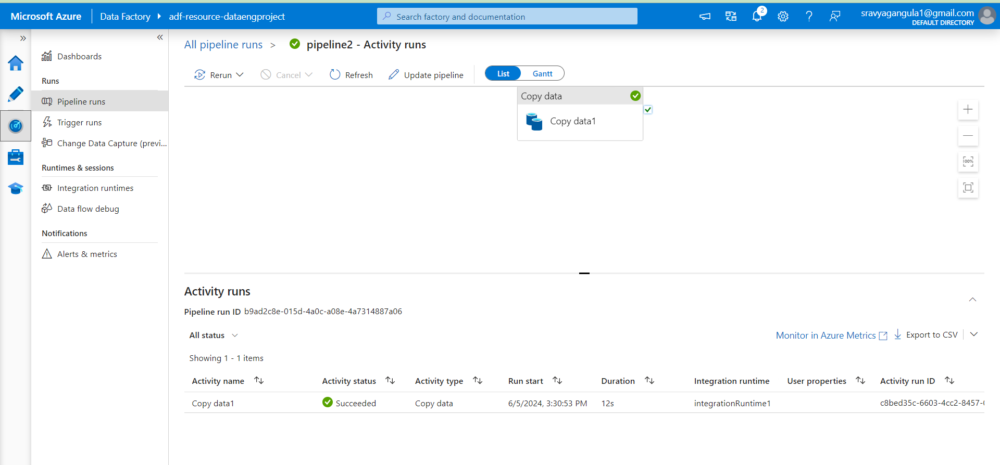 Microsoft Azure
Data Factory
adf-resource-dataengproject
Search factory and documentation
2
sravyagangula1@gmail.com
DEFAULT DIRECTORY
Dashboards
Runs
Pipeline runs
Trigger runs
Change Data Capture (previ...
Runtimes & sessions
Integration runtimes
Data flow debug
Notifications
Alerts & metrics
All pipeline runs > pipeline2 - Activity runs
Rerun Cancel Refresh Update pipeline List Gantt
Copy data
Copy data1
100%
Activity runs
Pipeline run ID b9ad2c8e-015d-4a0c-a08e-4a7314887a06
All status
Monitor in Azure Metrics Export to CSV
Showing 1 - 1 items
Activity name Activity status Activity type Run start Duration Integration runtime User properties Activity run ID
Copy data1 Succeeded Copy data 6/5/2024, 3:30:53 PM 12s integrationRuntime1 c8bed35c-6603-4cc2-8457-